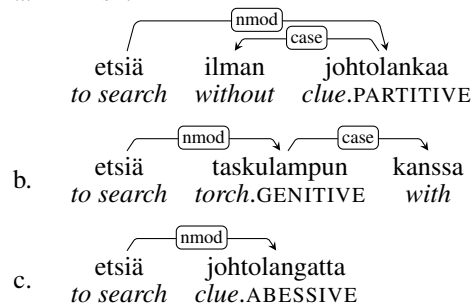 nmod
case
etsiä ilman johtolankaa
to search without clue.PARTITIVE
nmod case
etsiä taskulampun kanssa
b. to search torch.GENITIVE with
nmod
etsiä johtolangatta
c. to search clue.ABESSIVE